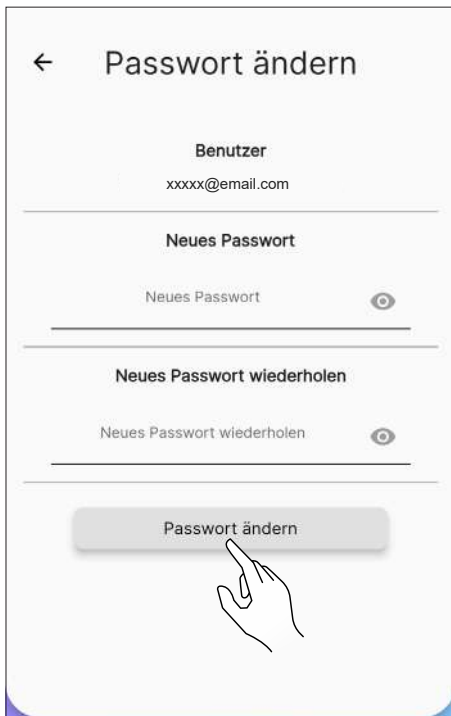 Passwort ändern
Benutzer
xxxxx@email.com
Neues Passwort
Neues Passwort
Neues Passwort wiederholen
Neues Passwort wiederholen
Passwort ändern